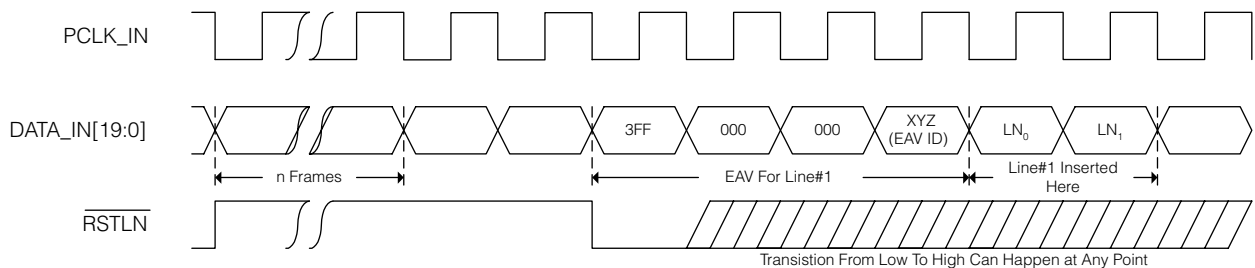 PCLK_IN
DATA_IN[19:0]
3FF
000
000
XYZ
(EAV ID)
LN0
LN1
n Frames
EAV For Line#1
Line#1 Inserted
Here
RSTLN
Transistion From Low To High Can Happen at Any Point